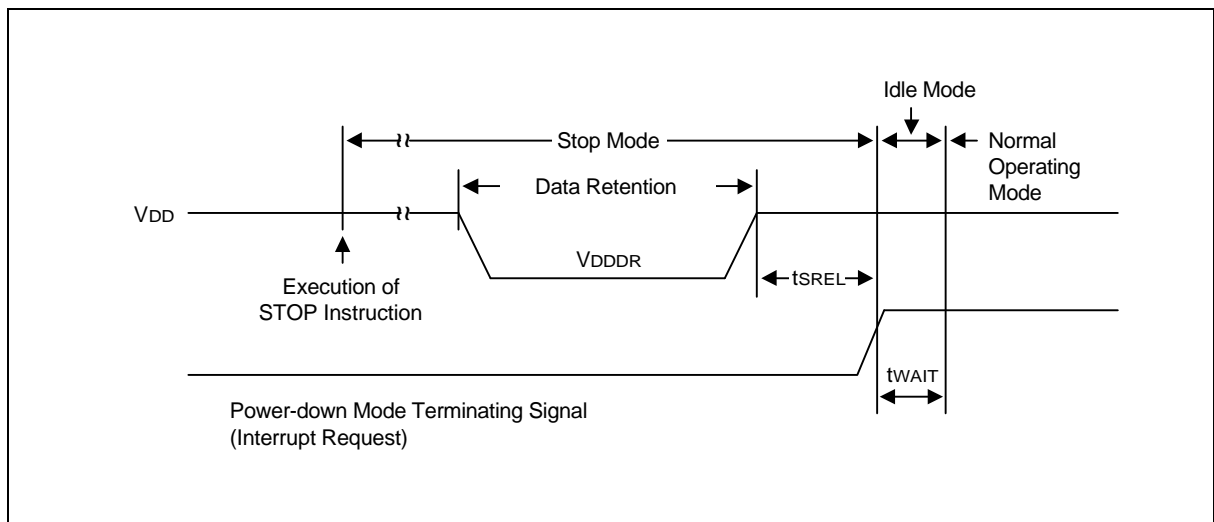 Idle Mode
Stop Mode
Normal
Operating
Mode
Data Retention
VDD
VDDDR
tSREL
Execution of
STOP Instruction
tWAIT
Power-down Mode Terminating Signal
(Interrupt Request)